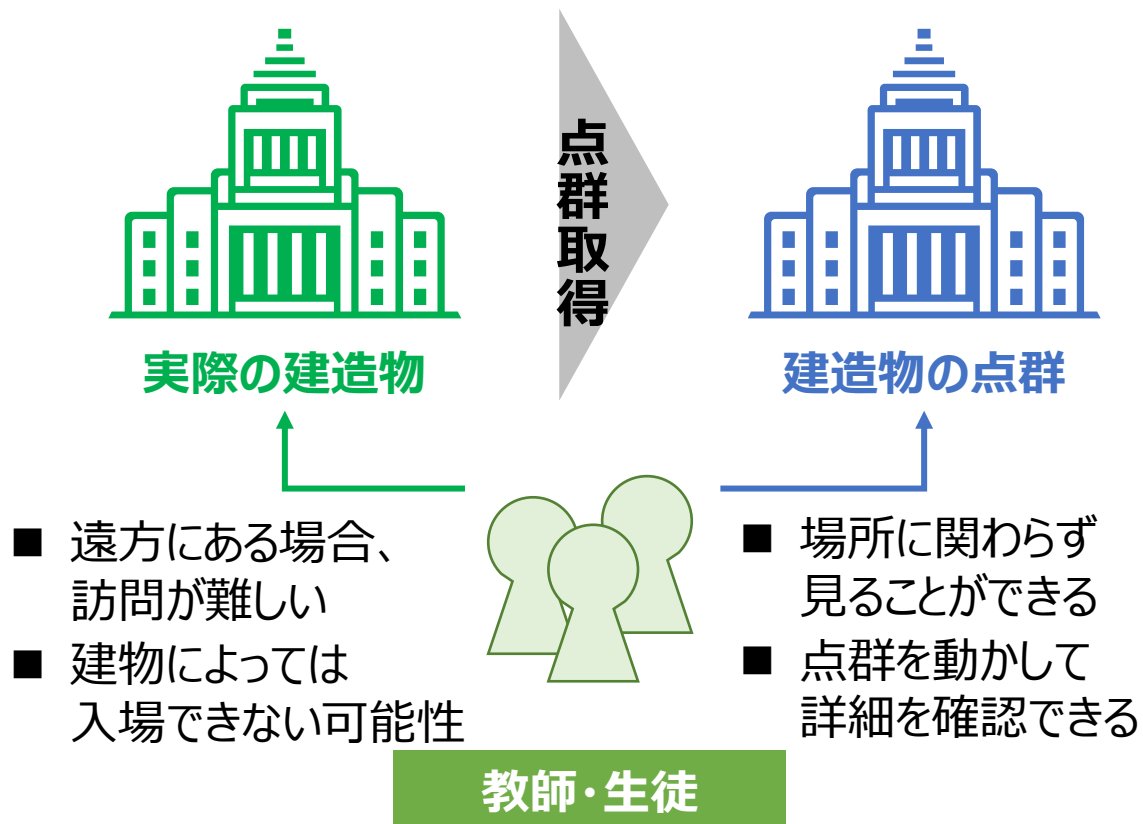 点群取得
実際の建造物
建造物の点群
■ 遠方にある場合、
訪問が難しい
■ 建物によっては
入場できない可能性
■ 場所に関わらず
見ることができる
■ 点群を動かして
詳細を確認できる
教師・生徒